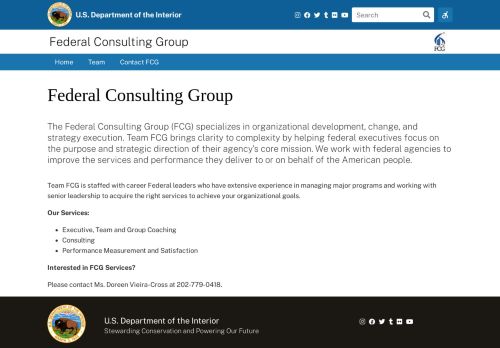 U.S. Department of the Interior
Search
Federal Consulting Group
FCG
Home
Team
Contact FCG
Federal Consulting Group
The Federal Consulting Group (FCG) specializes in organizational development, change, and
strategy execution. Team FCG brings clarity to complexity by helping federal executives focus on
the purpose and strategic direction of their agency's core mission. We work with federal agencies to
improve the services and performance they deliver to or on behalf of the American people.
Team FCG is staffed with career Federal leaders who have extensive experience in managing major programs and working with
senior leadership to acquire the right services to achieve your organizational goals.
Our Services:
Executive, Team and Group Coaching
Consulting
Performance Measurement and Satisfaction
Interested in FCG Services?
Please contact Ms. Doreen Vieira-Cross at 202-779-0418.
U.S. Department of the Interior
Stewarding Conservation and Powering Our Future